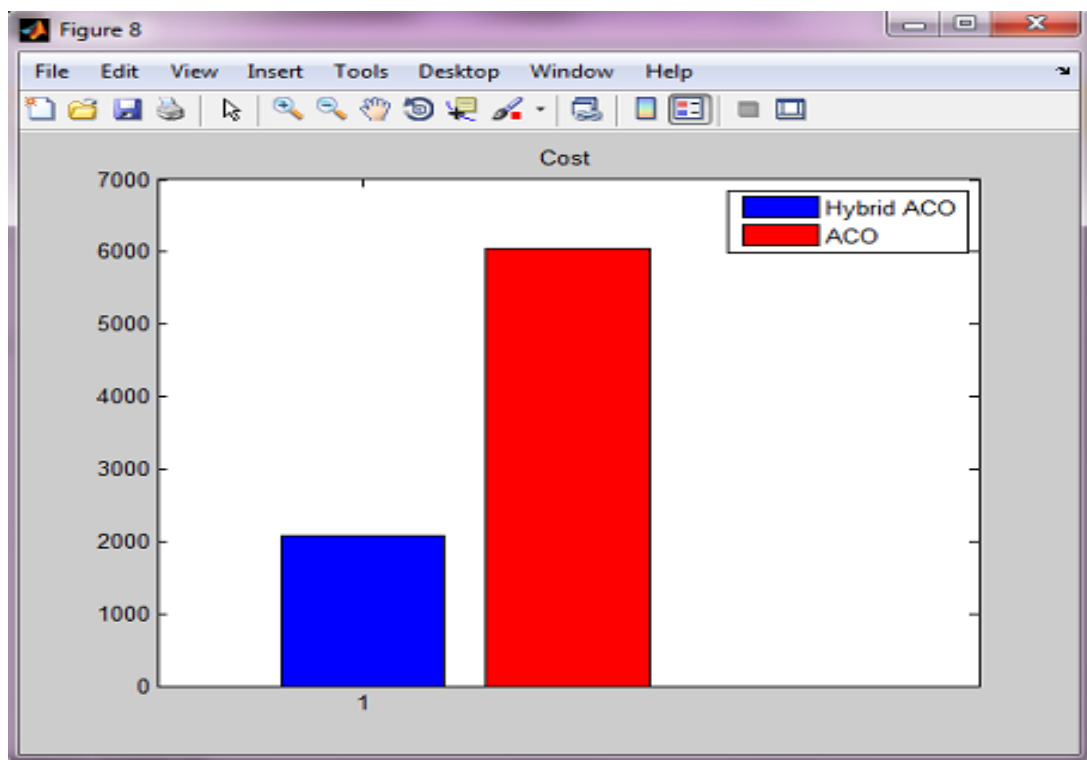 Figure 8
File Edit View Insert Tools Desktop Window Help
Cost
7000
6000
5000
4000
3000
2000
1000
0
1
Hybrid ACO
ACO